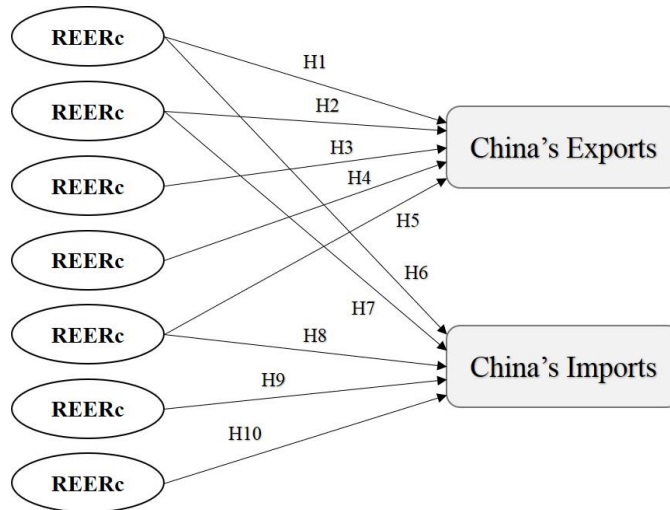 REERc
H1
REERc
H2
China's Exports
H3
REERc
H4
H5
REERc
H6
H7
REERc
H8
China's Imports
H9
REERc
H10
REERc